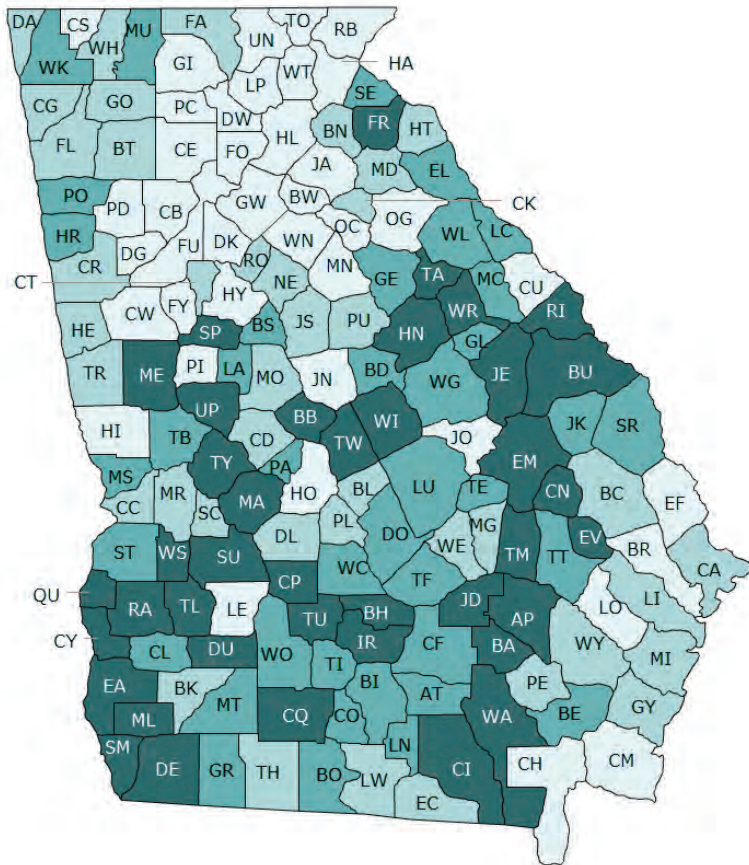 DA CS FA TO RB
WH MU UN
WK GI WT HA
LP SE
CG GO PC FR
DW BN HT
FL BT CE FO HL
JA MD EL
PO PD CB GW BW CK
OG
HR DG FU DK WN OC WL LC
CR RO MN GE TA MC
CT NE CU
CW FY HY WR RI
HE SP BS JS PU HN GL
TR ME PI LA MO JN BD WG JE BU
UP BB WI
HI TB CD TW JO JK SR
TY PA EM
MS MA HO BL LU TE CN BC EF
CC MR SC PL MG
ST WS DL DO WE EV BR
SU WC TM TT CA
QU CP TF
RA TL LE TU BH JD AP LO LI
CY IR
CL DU WO CF BA WY MI
EA BK TI PE
ML MT CQ BI AT WA BE GY
SM CO
DE GR TH BO LN CI CH CM
LW EC